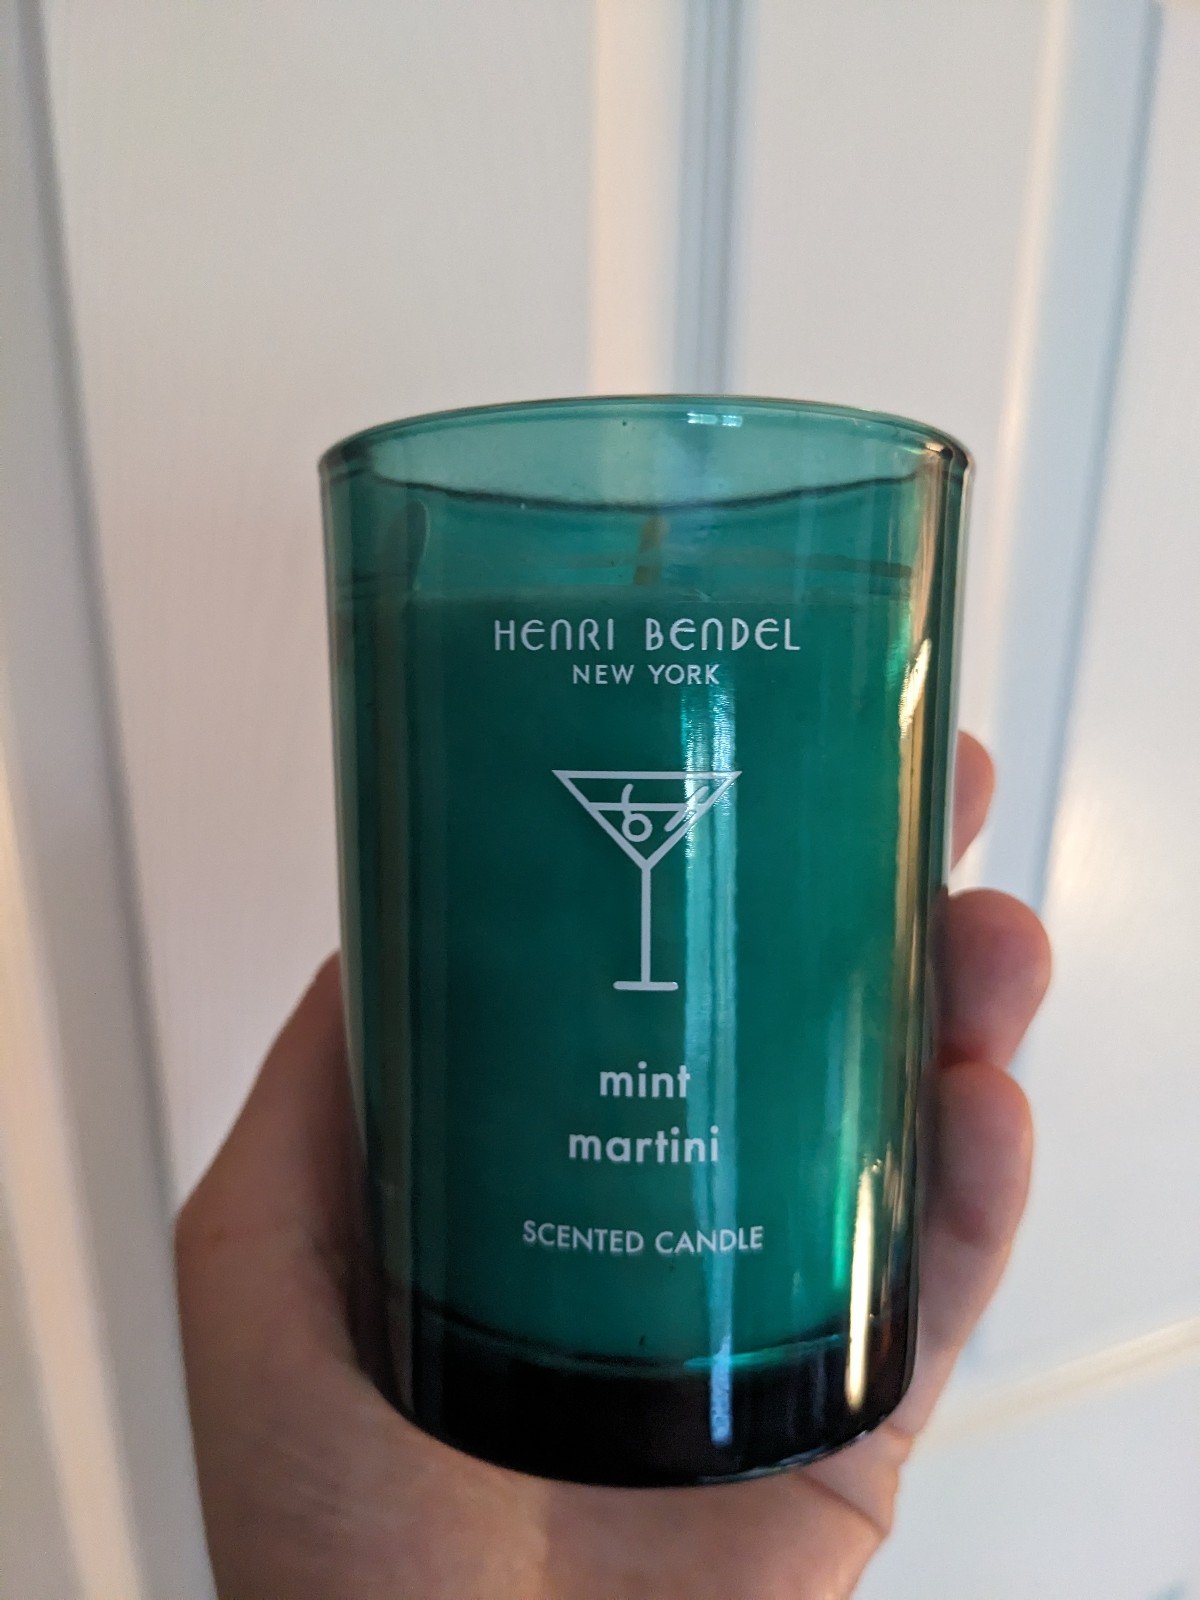 HENRI BENDEL
NEW YORK
mint
martini
SCENTED CANDLE